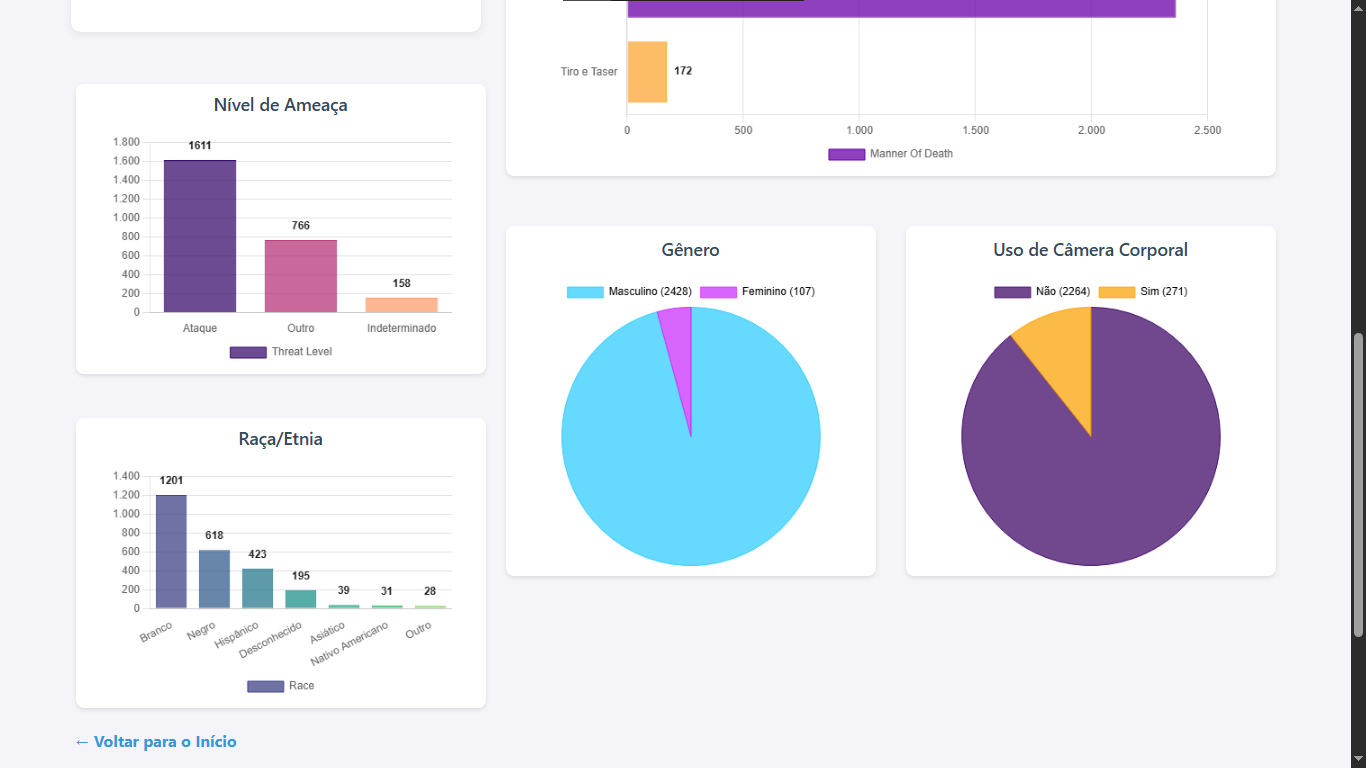 Tiro e Taser
172
0 500 1.000 1.500 2.000 2.500
Manner Of Death
Nível de Ameaça
1.800
1.600
1.400
1.200
1.000
800
600
400
200
0
1611
766
158
Ataque Outro Indeterminado
Threat Level
Gênero
Masculino (2428) Feminino (107)
Uso de Câmera Corporal
Não (2264) Sim (271)
Raça/Etnia
1.400
1.200
1.000
800
600
400
200
0
1201
618
423
195
39
31
28
Branco
Negro
Hispânico
Desconhecido
Asiático
Nativo Americano
Outro
Race
← Voltar para o Início